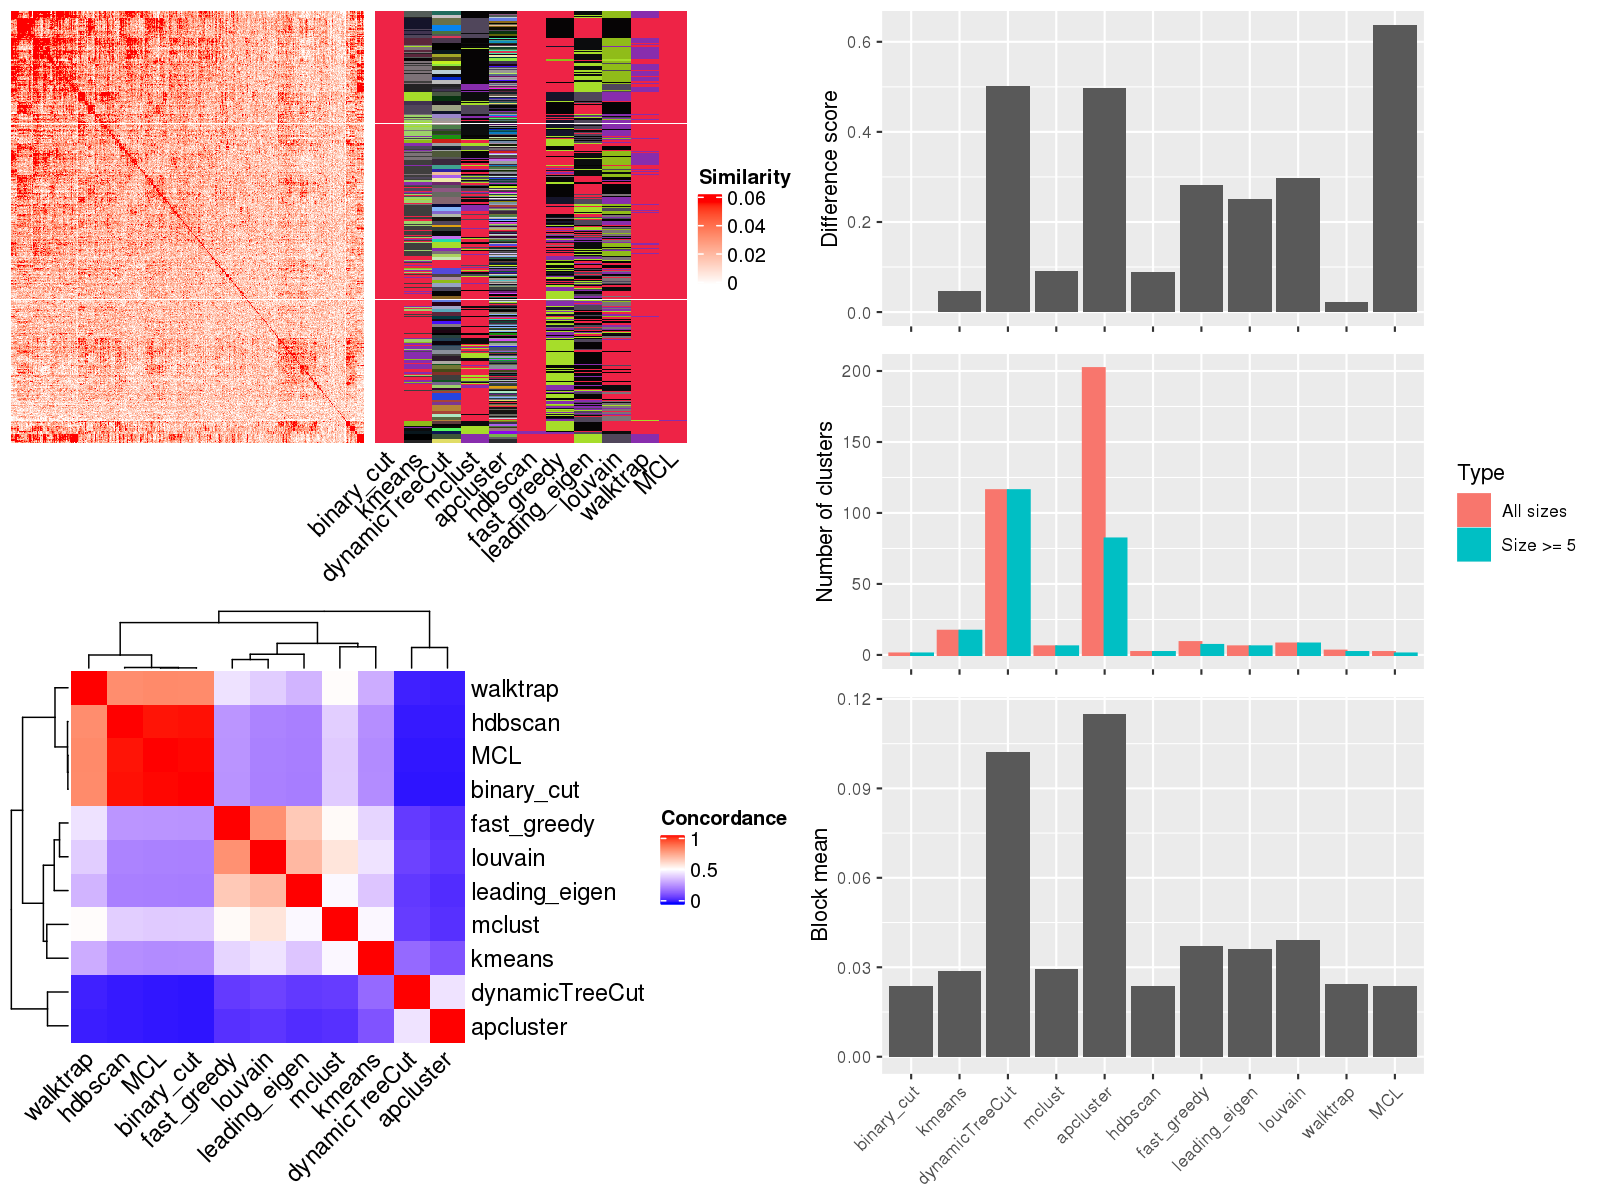 Similarity
0.06
0.04
0.02
0
binary_cut
kmeans
dynamicTreeCut
mclust
apcluster
hdbscan
fast_greedy
leading_eigen
louvain
walktrap
MCL
walktrap
hdbscan
MCL
binary_cut
fast_greedy
louvain
leading_eigen
mclust
kmeans
dynamicTreeCut
apcluster
walktrap
hdbscan
MCL
binary_cut
fast_greedy
louvain
leading_eigen
mclust
kmeans
dynamicTreeCut
apcluster
Concordance
1
0.5
0
Difference score
0.6
0.4
0.2
0.0
Number of clusters
200
150
100
50
0
Type
All sizes
Size >= 5
Block mean
0.12
0.09
0.06
0.03
0.00
binary_cut
kmeans
dynamicTreeCut
mclust
apcluster
hdbscan
fast_greedy
leading_eigen
louvain
walktrap
MCL